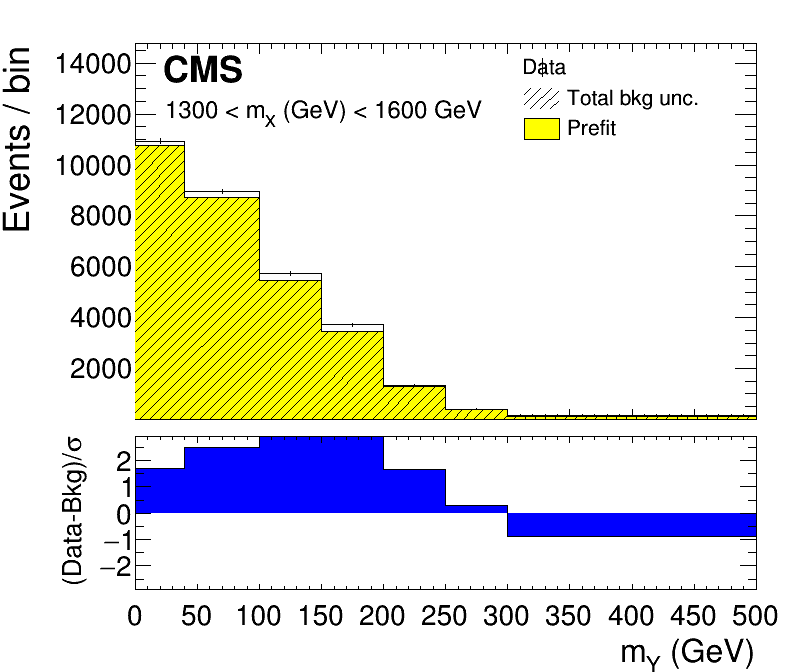 Events / bin
14000
12000
10000
8000
6000
4000
2000
CMS
1300 < m_X (GeV) < 1600 GeV
Data
Total bkg unc.
Prefit
(Data-Bkg)/σ
2
1
0
−1
−2
0 50 100 150 200 250 300 350 400 450 500
m_Y (GeV)